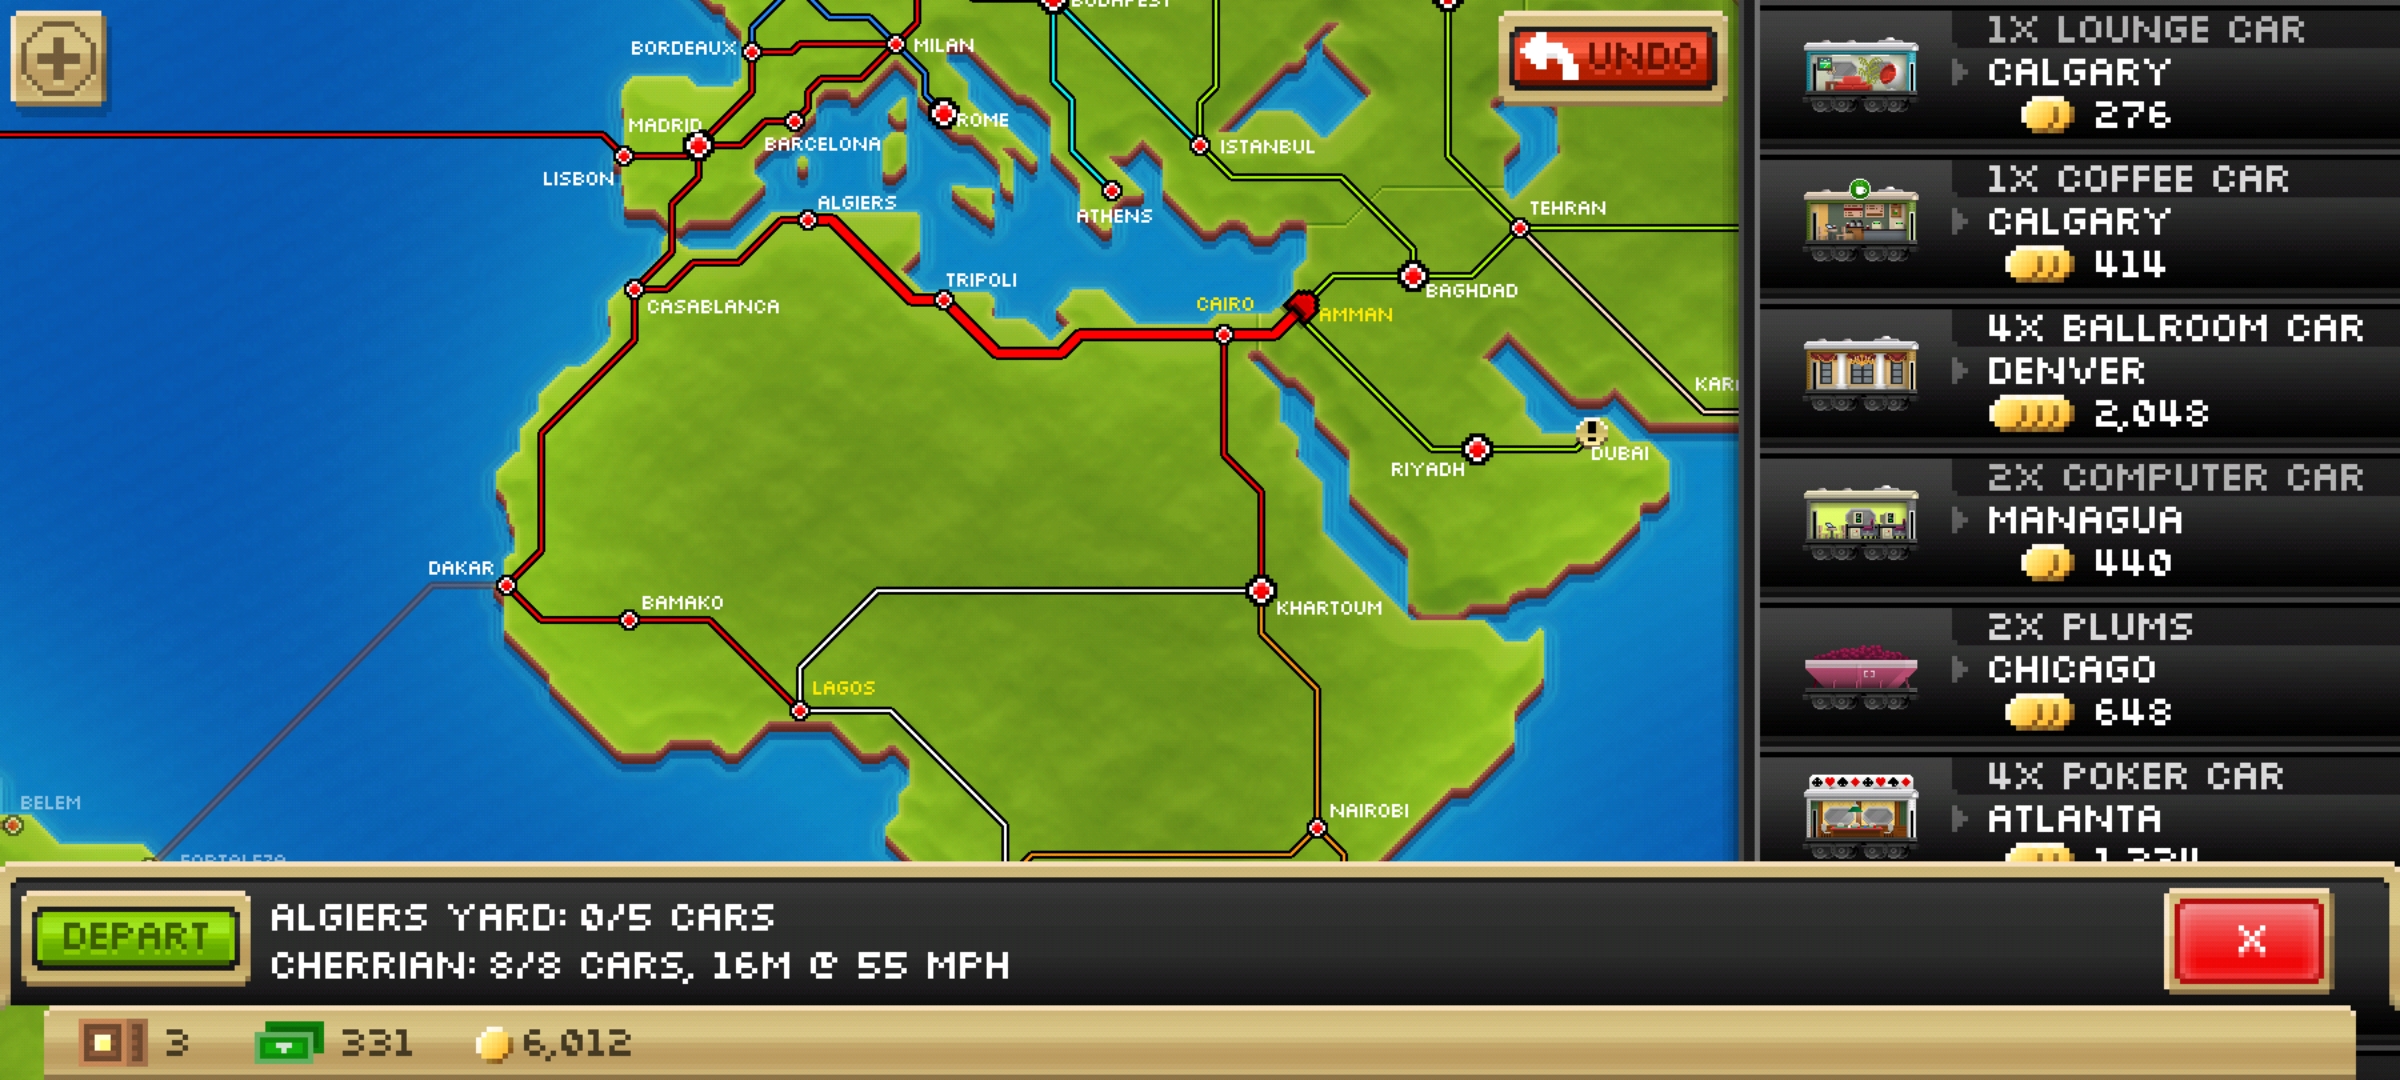 BUDAPEST
BORDEAUX
MILAN
UNDO
MADRID
ROME
BARCELONA
ISTANBUL
LISBON
ALGIERS
ATHENS
TEHRAN
TRIPOLI
CASABLANCA
CAIRO
AMMAN
BAGHDAD
RIYADH
DUBAI
DAKAR
BAMAKO
KHARTOUM
LAGOS
NAIROBI
BELEM
FORTALEZA
1X LOUNGE CAR
CALGARY
276
1X COFFEE CAR
CALGARY
414
4X BALLROOM CAR
DENVER
2,048
2X COMPUTER CAR
MANAGUA
440
2X PLUMS
CHICAGO
648
4X POKER CAR
ATLANTA
DEPART
ALGIERS YARD: 0/5 CARS
CHERRIAN: 8/8 CARS, 16M @ 55 MPH
X
3
331
6,012